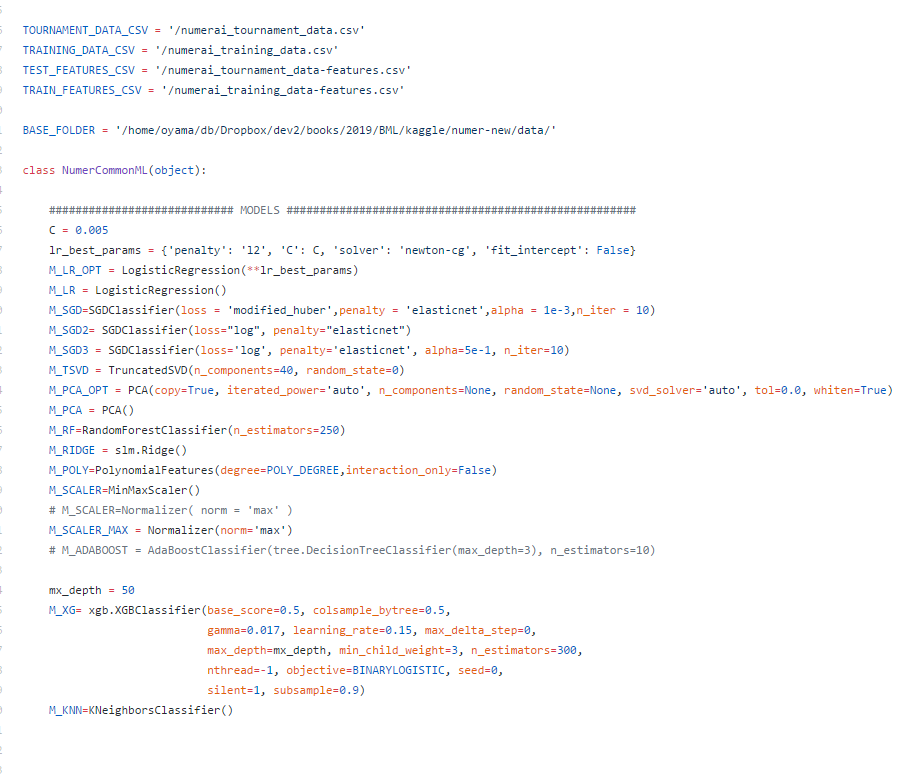 TOURNAMENT_DATA_CSV = '/numerai_tournament_data.csv'
TRAINING_DATA_CSV = '/numerai_training_data.csv'
TEST_FEATURES_CSV = '/numerai_tournament_data-features.csv'
TRAIN_FEATURES_CSV = '/numerai_training_data-features.csv'
BASE_FOLDER = '/home/oyama/db/Dropbox/dev2/books/2019/BML/kaggle/numer-new/data/'
class NumerCommonML(object):
############################ MODELS #####################################################
C = 0.005
lr_best_params = {'penalty': 'l2', 'C': C, 'solver': 'newton-cg', 'fit_intercept': False}
M_LR_OPT = LogisticRegression(**lr_best_params)
M_LR = LogisticRegression()
M_SGD=SGDClassifier(loss = 'modified_huber',penalty = 'elasticnet',alpha = 1e-3,n_iter = 10)
M_SGD2= SGDClassifier(loss="log", penalty="elasticnet")
M_SGD3 = SGDClassifier(loss='log', penalty='elasticnet', alpha=5e-1, n_iter=10)
M_TSVD = TruncatedSVD(n_components=40, random_state=0)
M_PCA_OPT = PCA(copy=True, iterated_power='auto', n_components=None, random_state=None, svd_solver='auto', tol=0.0, whiten=True)
M_PCA = PCA()
M_RF=RandomForestClassifier(n_estimators=250)
M_RIDGE = slm.Ridge()
M_POLY=PolynomialFeatures(degree=POLY_DEGREE,interaction_only=False)
M_SCALER=MinMaxScaler()
# M_SCALER=Normalizer( norm = 'max' )
M_SCALER_MAX = Normalizer(norm='max')
# M_ADABOOST = AdaBoostClassifier(tree.DecisionTreeClassifier(max_depth=3), n_estimators=10)
mx_depth = 50
M_XG= xgb.XGBClassifier(base_score=0.5, colsample_bytree=0.5,
gamma=0.017, learning_rate=0.15, max_delta_step=0,
max_depth=mx_depth, min_child_weight=3, n_estimators=300,
nthread=-1, objective=BINARYLOGISTIC, seed=0,
silent=1, subsample=0.9)
M_KNN=KNeighborsClassifier()